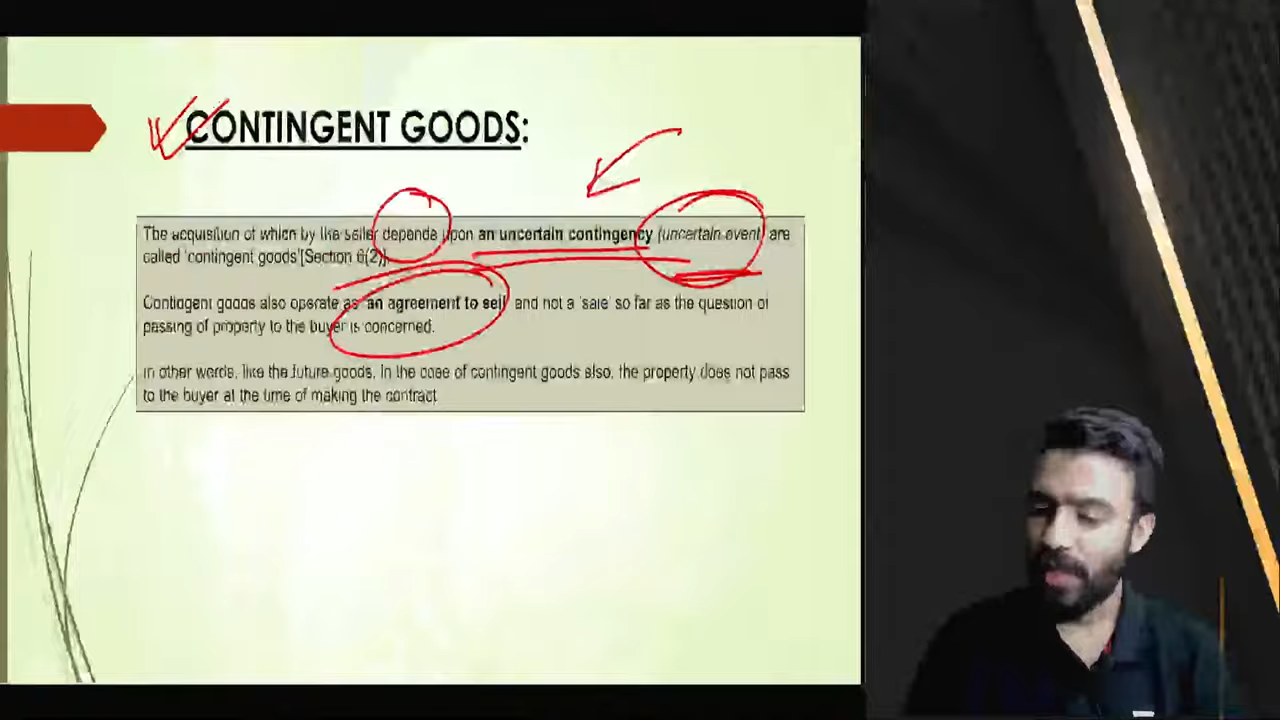 CONTINGENT GOODS:
The acquisition of which by the seller depends upon an uncertain contingency (uncertain event) are
called 'contingent goods'[Section 6(2)].
Contingent goods also operate as 'an agreement to sell' and not a 'sale' so far as the question of
passing of property to the buyer is concerned.
In other words, like the future goods, in the case of contingent goods also, the property does not pass
to the buyer at the time of making the contract